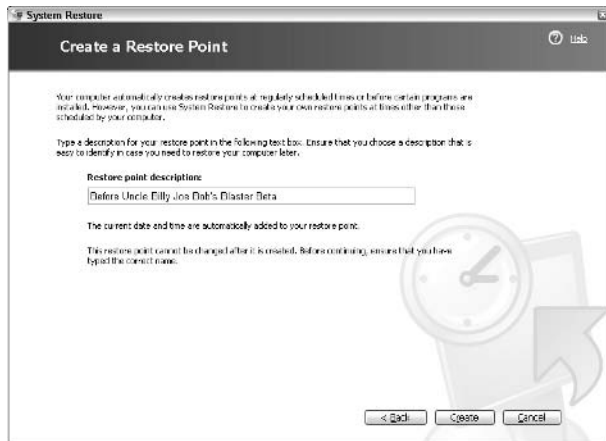 System Restore
Create a Restore Point
Help
Your computer automatically creates restore points at regularly scheduled times or before certain programs are
installed. However, you can use System Restore to create your own restore points at times other than those
scheduled by your computer.
Type a description for your restore point in the following text box. Ensure that you choose a description that is
easy to identify in case you need to restore your computer later.
Restore point description:
Before Uncle Billy Joe Bob's Blaster Beta
The current date and time are automatically added to your restore point.
This restore point cannot be changed after it is created. Before continuing, ensure that you have
typed the correct name.
< Back
Create
Cancel